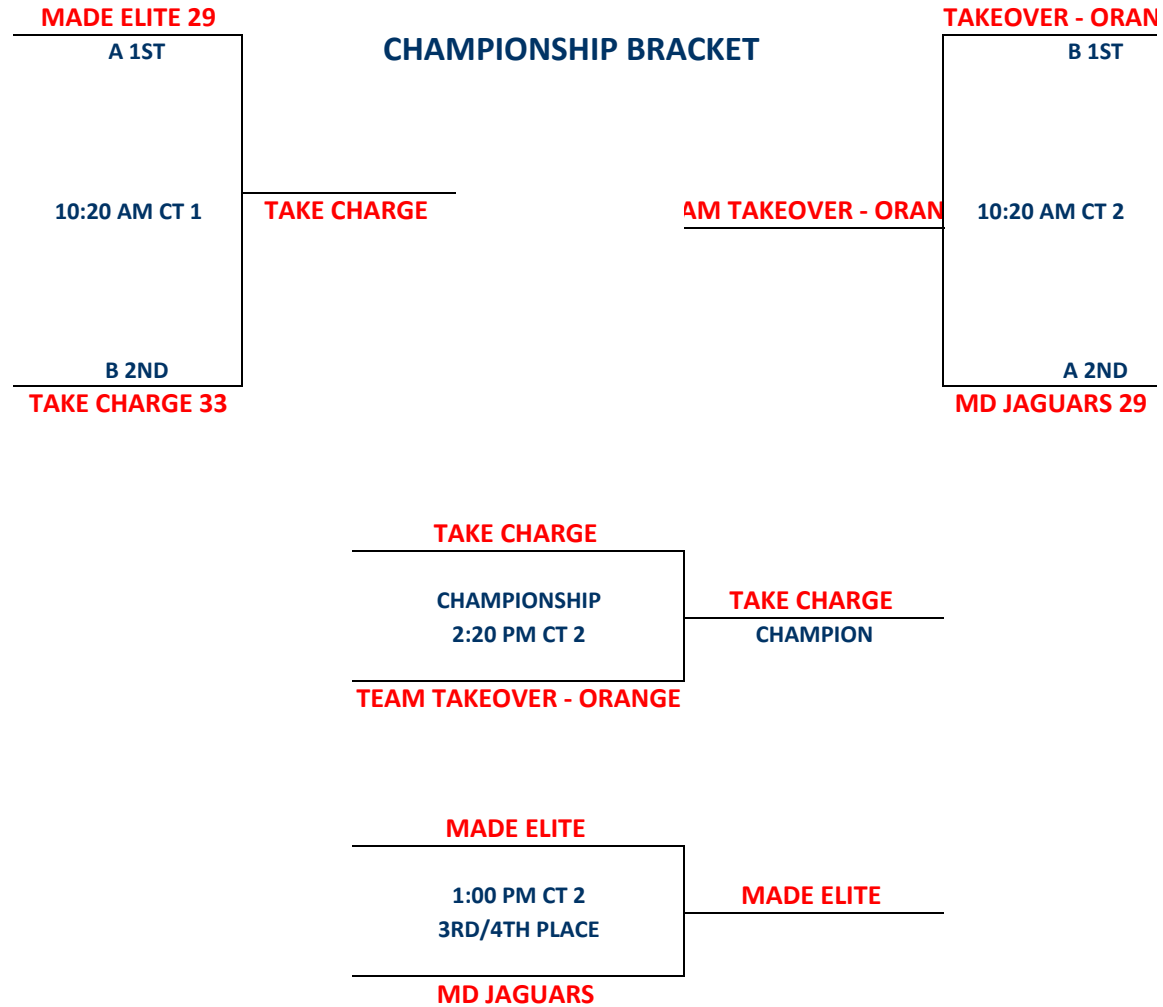 MADE ELITE 29
TAKEOVER - ORAN
A 1ST
CHAMPIONSHIP BRACKET
B 1ST
10:20 AM CT 1
TAKE CHARGE
AM TAKEOVER - ORAN
10:20 AM CT 2
B 2ND
A 2ND
TAKE CHARGE 33
MD JAGUARS 29
TAKE CHARGE
CHAMPIONSHIP
TAKE CHARGE
2:20 PM CT 2
CHAMPION
TEAM TAKEOVER - ORANGE
MADE ELITE
1:00 PM CT 2
MADE ELITE
3RD/4TH PLACE
MD JAGUARS